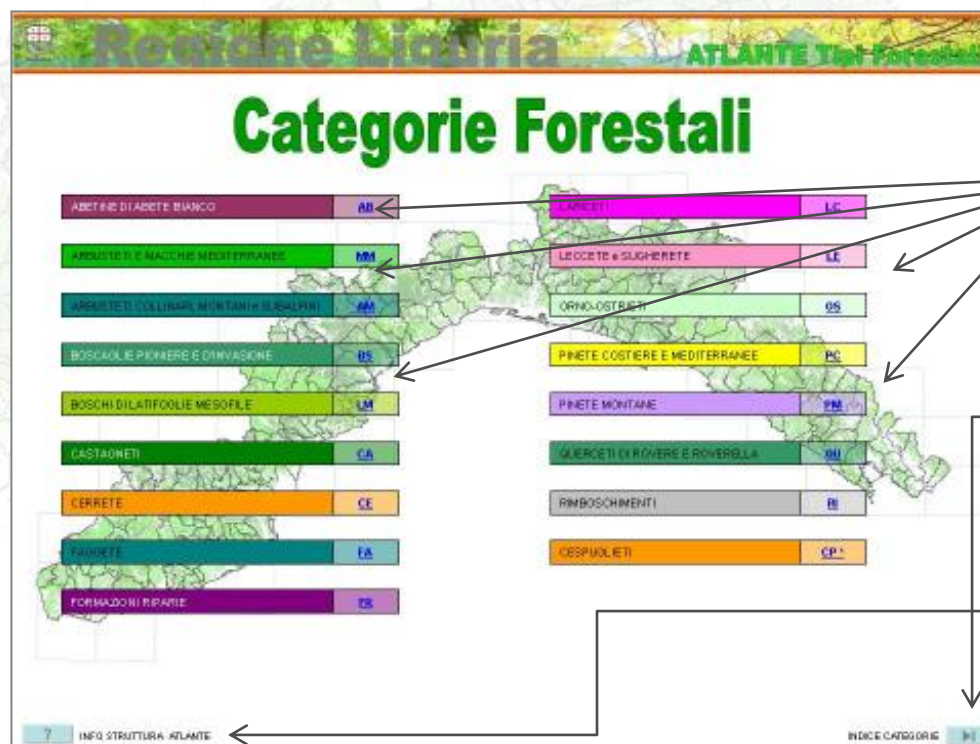 Regione Liguria
ATLANTE Tipi Forestali
Categorie Forestali
ABETINE DI ABETE BIANCO AB
ARBUSTETI E MACCHIE MEDITERRANEE MM
ARBUSTETI COLLINARI, MONTANI e SUBALPINI AM
BOSCAGLIE PIONIERE E D'INVASIONE BS
BOSCHI DI LATIFOGLIE MESOFILE LM
CASTAGNETI CA
CERRETE CE
FAGGETE FA
FORMAZIONI RIPARIE FR
LARICETI LC
LECCETE e SUGHERETE LE
ORNO-OSTRIETI OS
PINETE COSTIERE E MEDITERRANEE PC
PINETE MONTANE PM
QUERCETI DI ROVERE E ROVERELLA QU
RIMBOSCHIMENTI RI
CESPUGLIETI CP *
? INFO STRUTTURA ATLANTE
INDICE CATEGORIE